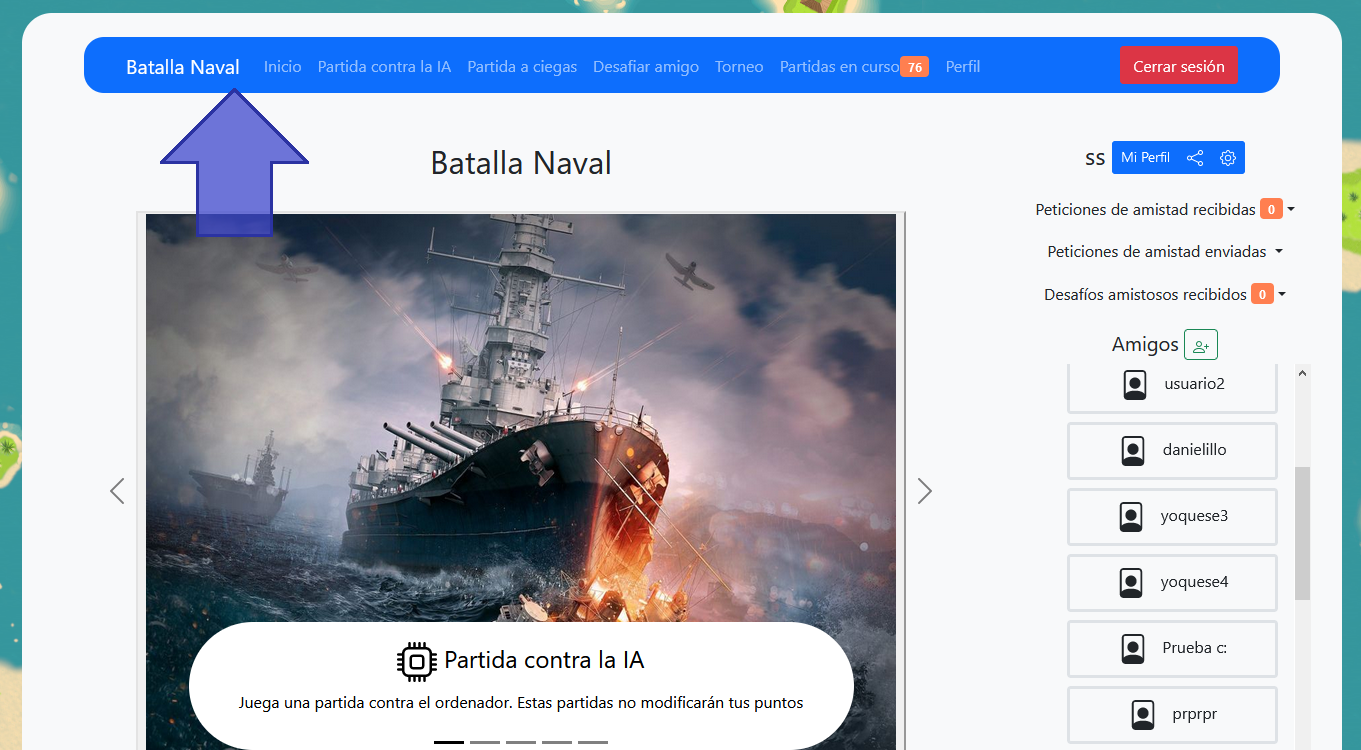 Batalla Naval Inicio Partida contra la IA Partida a ciegas Desafiar amigo Torneo Partidas en curso 76 Perfil Cerrar sesión
Batalla Naval
ss Mi Perfil
Peticiones de amistad recibidas 0
Peticiones de amistad enviadas
Desafíos amistosos recibidos 0
Amigos
usuario2
danielillo
yoquese3
yoquese4
Prueba c:
prprpr
Partida contra la IA
Juega una partida contra el ordenador. Estas partidas no modificarán tus puntos